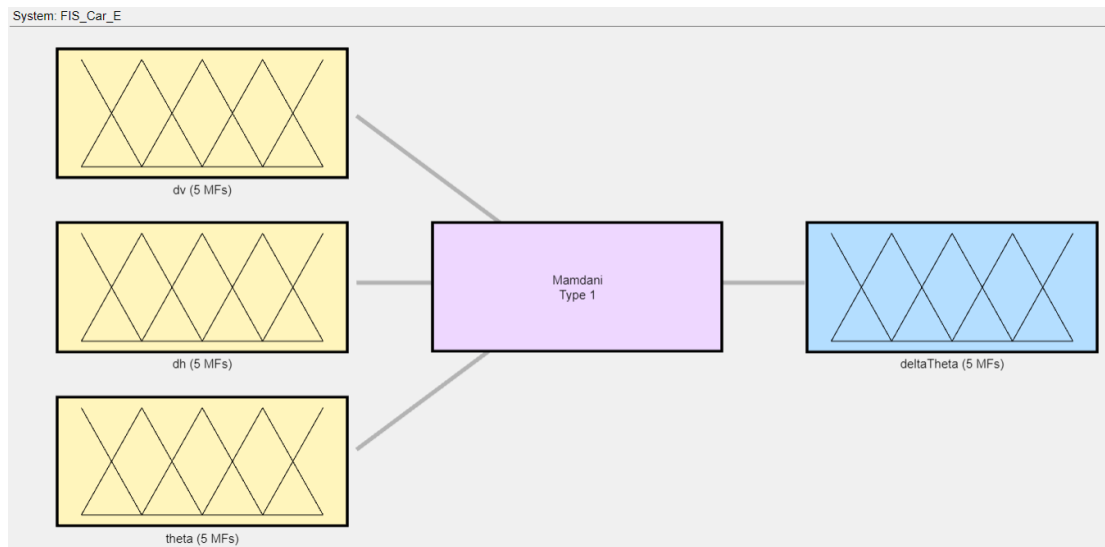 System: FIS_Car_E
dv (5 MFs)
dh (5 MFs)
theta (5 MFs)
Mamdani
Type 1
deltaTheta (5 MFs)